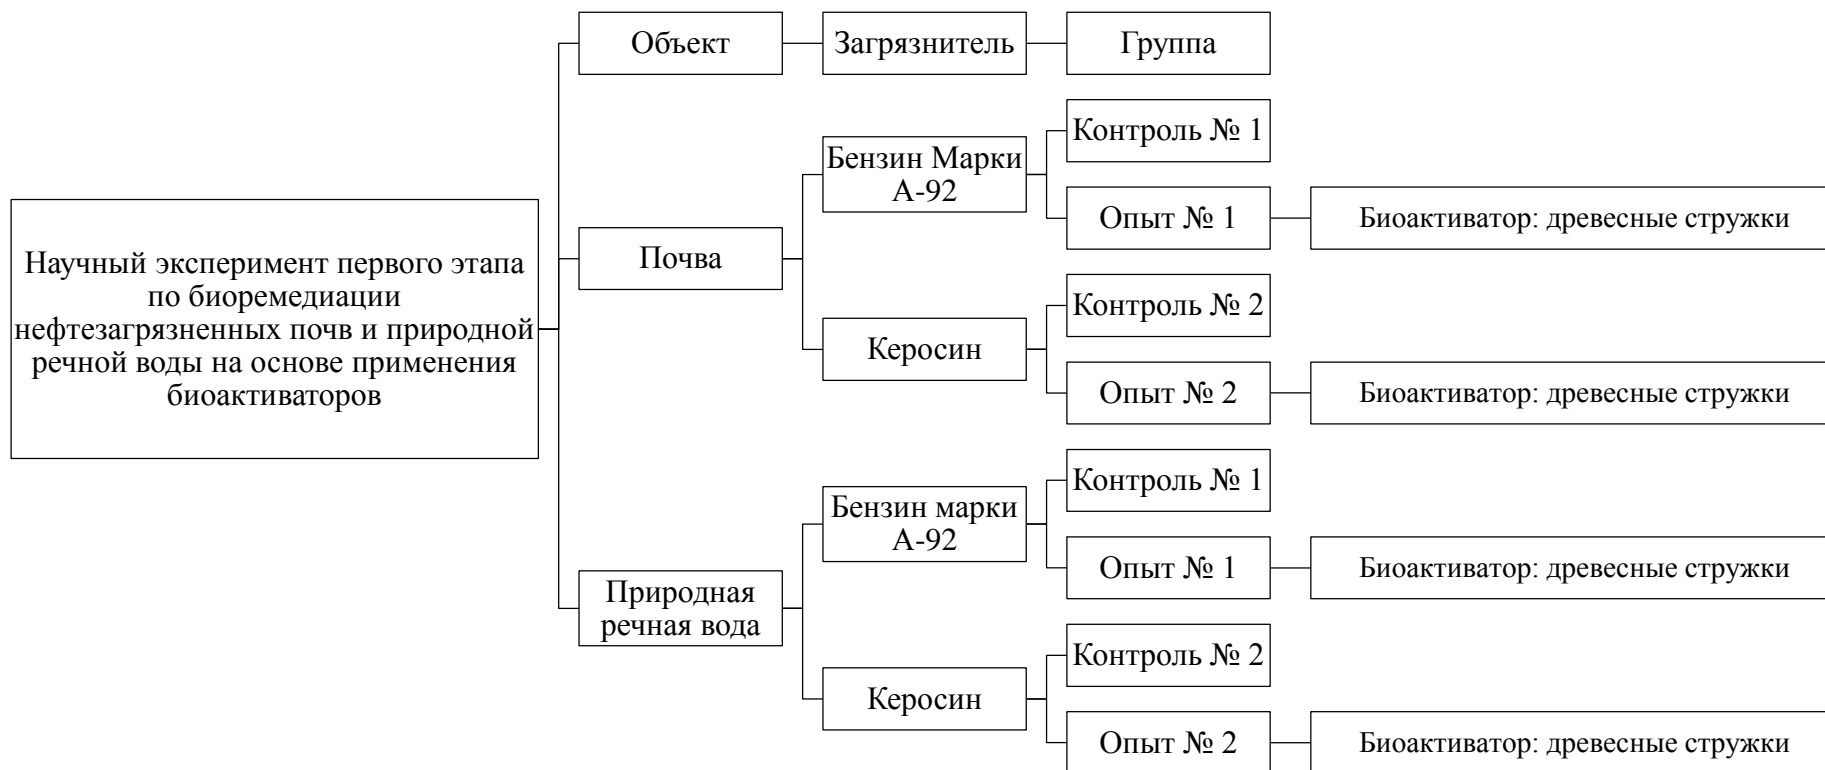 Научный эксперимент первого этапа
по биоремедиации
нефтезагрязненных почв и природной
речной воды на основе применения
биоактиваторов
Объект
Загрязнитель
Группа
Почва
Бензин Марки
А-92
Контроль № 1
Опыт № 1
Биоактиватор: древесные стружки
Керосин
Контроль № 2
Опыт № 2
Биоактиватор: древесные стружки
Природная
речная вода
Бензин марки
А-92
Контроль № 1
Опыт № 1
Биоактиватор: древесные стружки
Керосин
Контроль № 2
Опыт № 2
Биоактиватор: древесные стружки